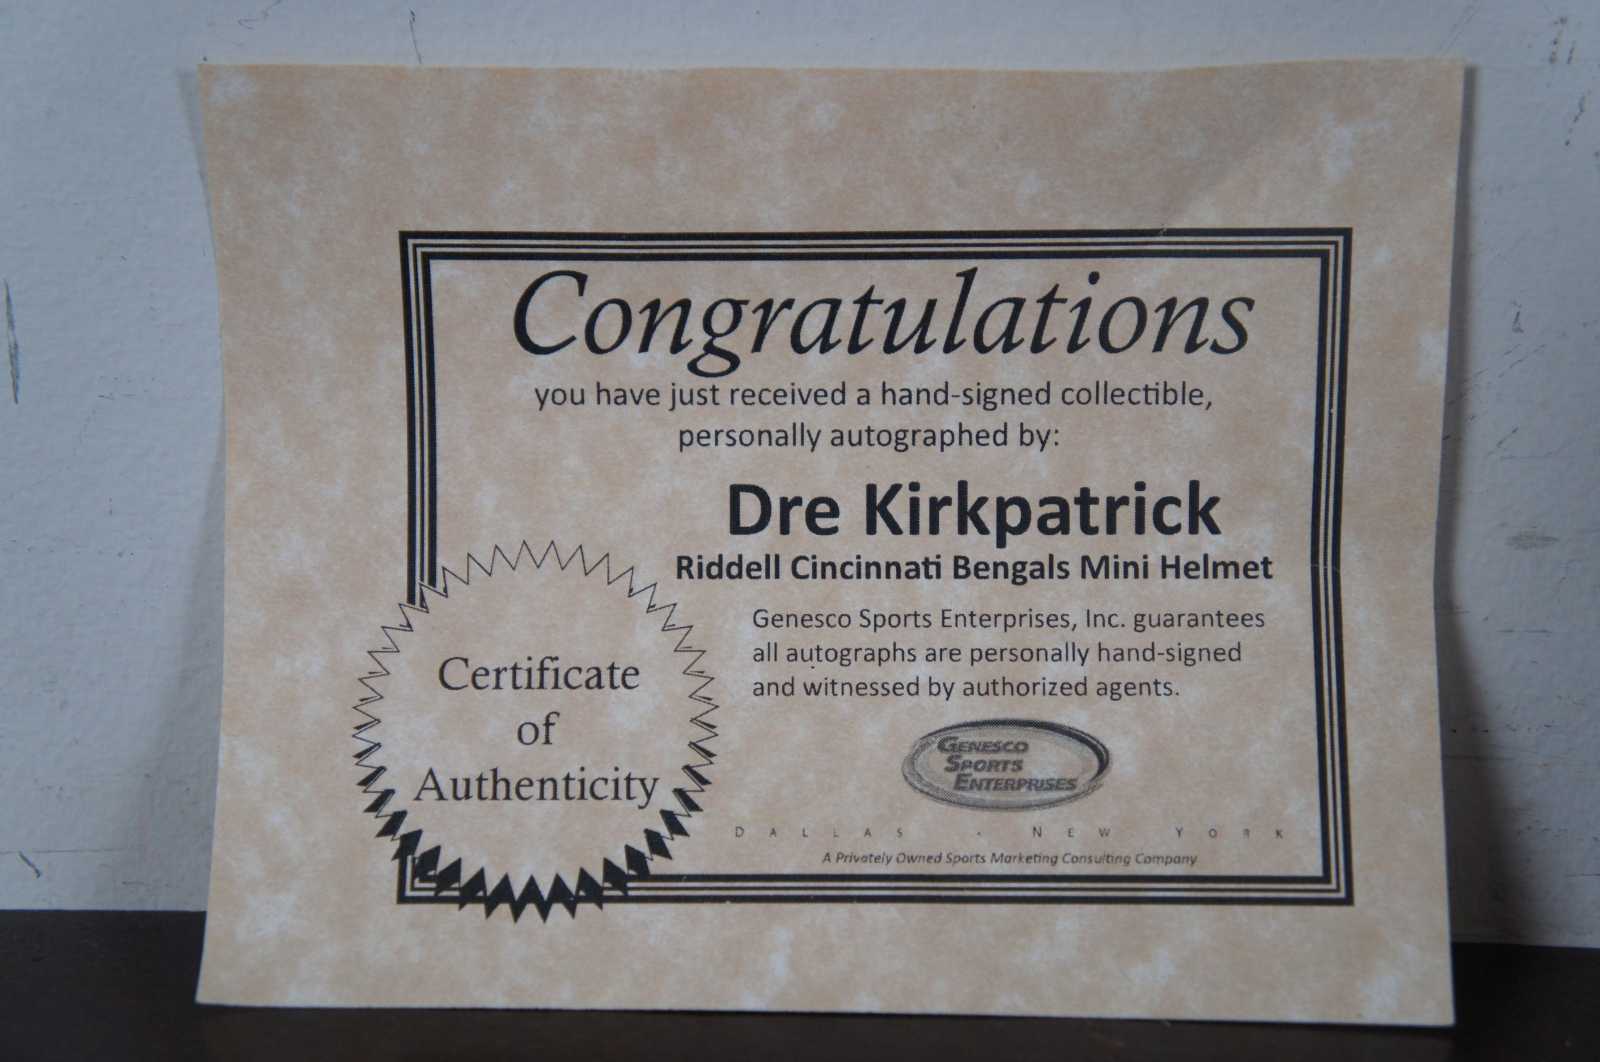 Congratulations
you have just received a hand-signed collectible,
personally autographed by:
Dre Kirkpatrick
Riddell Cincinnati Bengals Mini Helmet
Genesco Sports Enterprises, Inc. guarantees
all autographs are personally hand-signed
and witnessed by authorized agents.
Certificate
of
Authenticity
GENESCO
SPORTS
ENTERPRISES
DALLAS · NEW YORK
A Privately Owned Sports Marketing Consulting Company